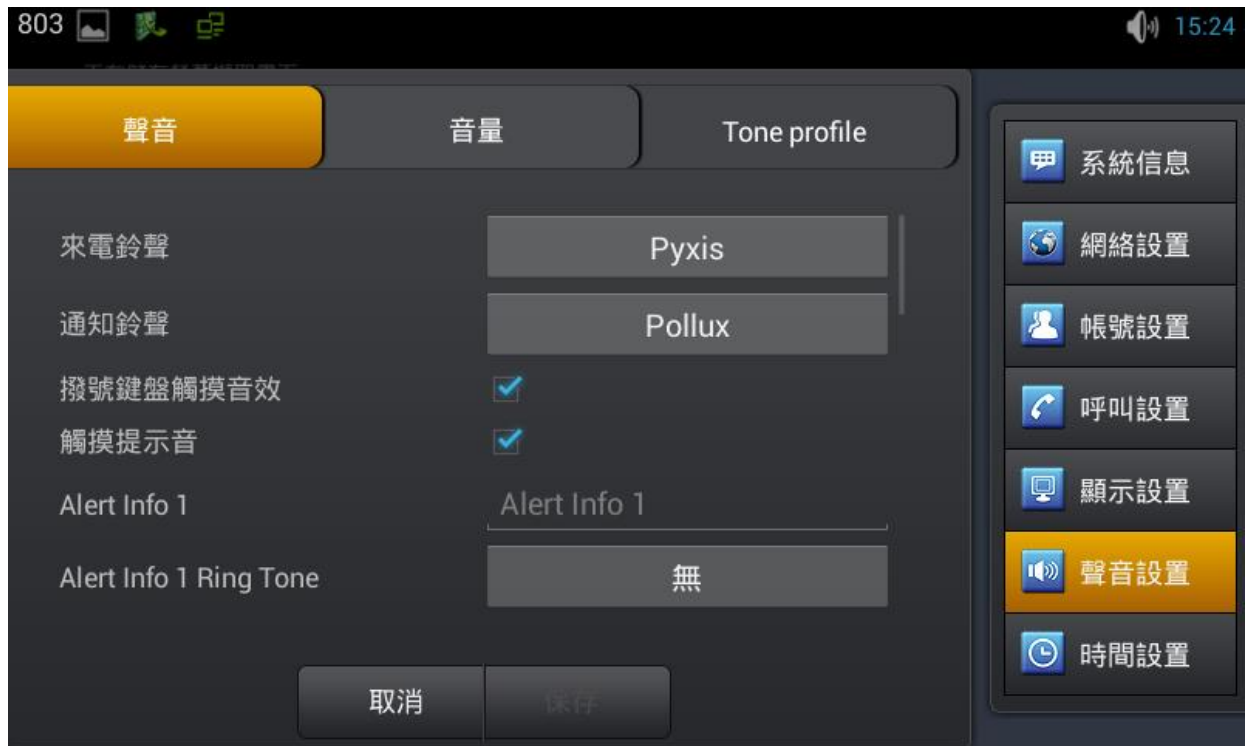 803
15:24
聲音 音量 Tone profile
來電鈴聲 Pyxis
通知鈴聲 Pollux
撥號鍵盤觸摸音效
觸摸提示音
Alert Info 1 Alert Info 1
Alert Info 1 Ring Tone 無
取消 保存
系統信息
網絡設置
帳號設置
呼叫設置
顯示設置
聲音設置
時間設置